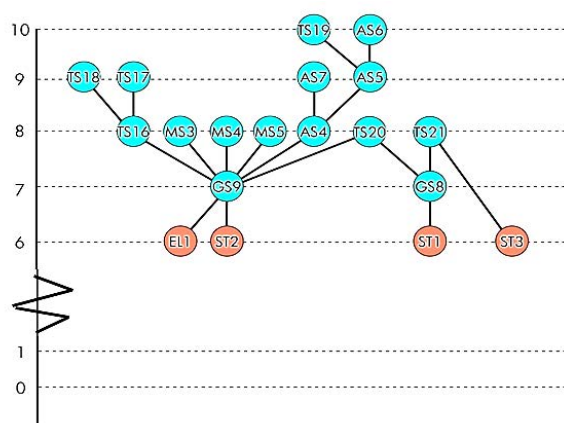 10 TS19 AS6
9 TS18 TS17 AS7 AS5
8 TS16 MS3 MS4 MS5 AS4 TS20 TS21
7 GS9 GS8
6 EL1 ST2 ST1 ST3
1
0